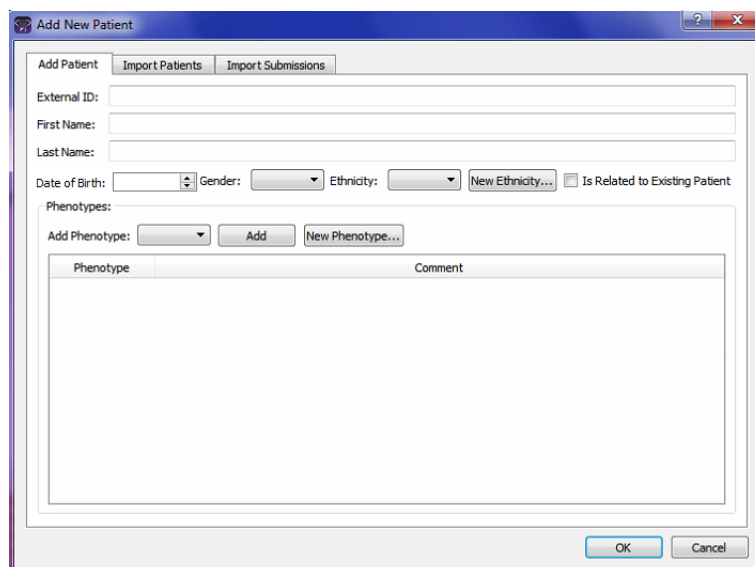 Add New Patient
Add Patient Import Patients Import Submissions
External ID:
First Name:
Last Name:
Date of Birth: Gender: Ethnicity: New Ethnicity... Is Related to Existing Patient
Phenotypes:
Add Phenotype: Add New Phenotype...
Phenotype Comment
OK Cancel